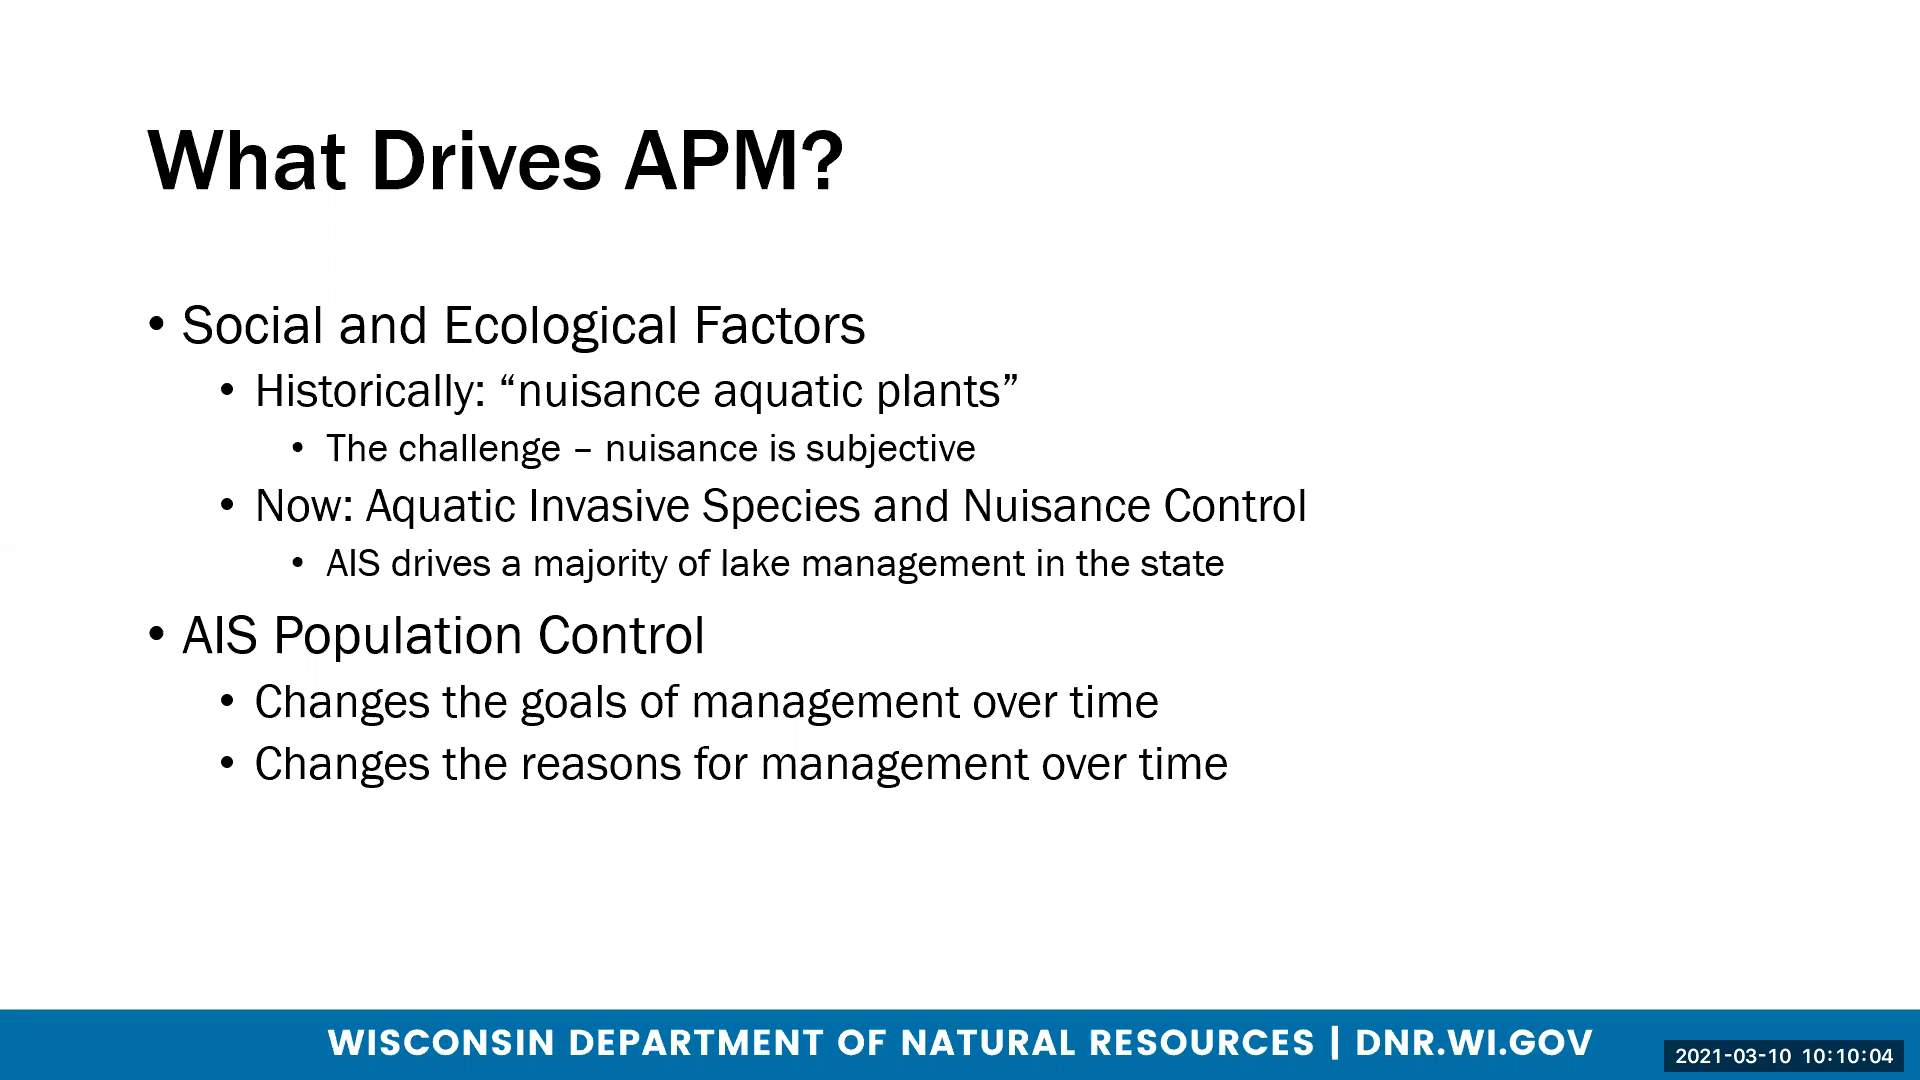 What Drives APM?
• Social and Ecological Factors
• Historically: “nuisance aquatic plants”
• The challenge – nuisance is subjective
• Now: Aquatic Invasive Species and Nuisance Control
• AIS drives a majority of lake management in the state
• AIS Population Control
• Changes the goals of management over time
• Changes the reasons for management over time
WISCONSIN DEPARTMENT OF NATURAL RESOURCES | DNR.WI.GOV
2021-03-10 10:10:04